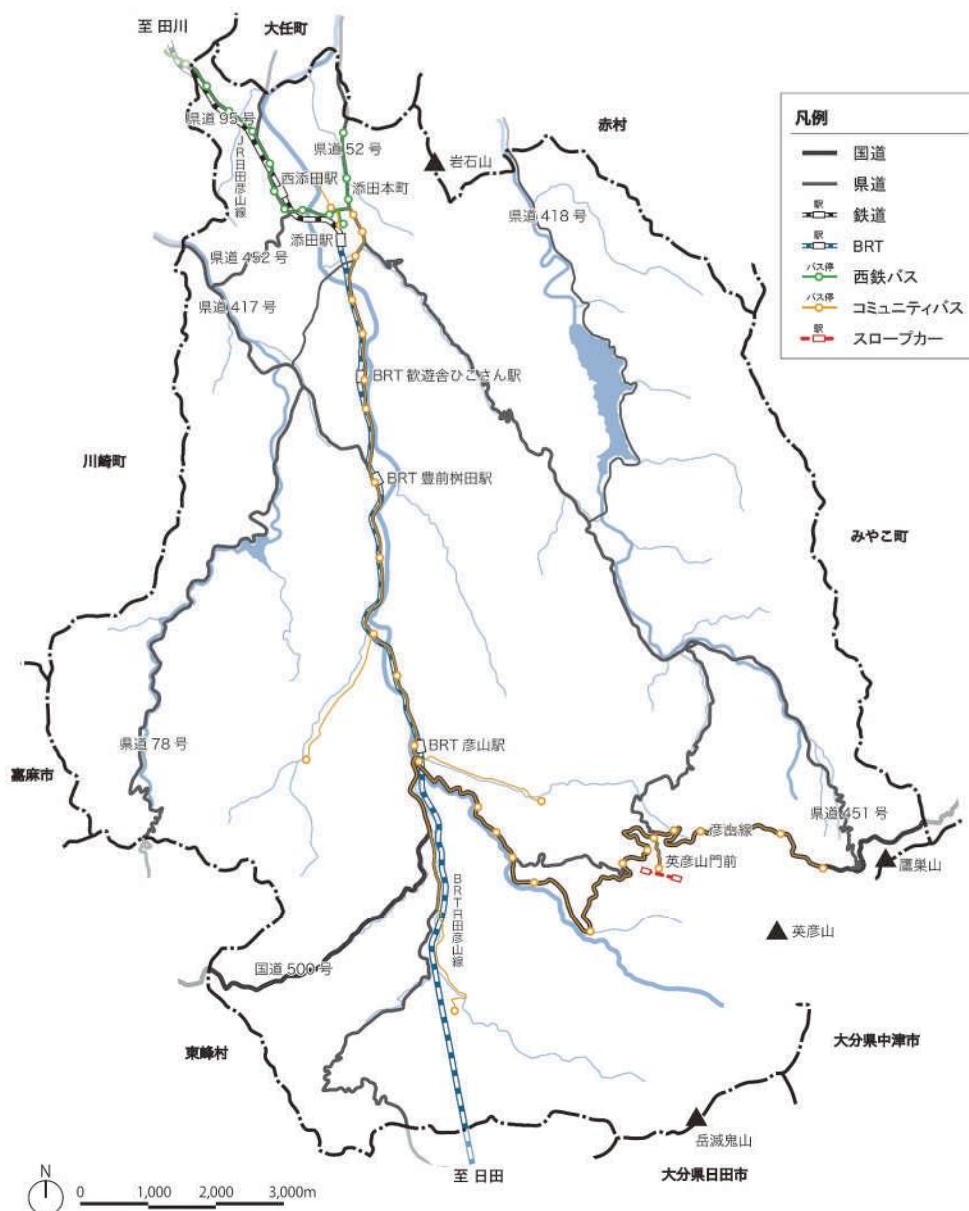 至 田川
大任町
赤村
凡例
国道
県道
駅
鉄道
駅
BRT
バス停
西鉄バス
バス停
コミュニティバス
駅
スロープカー
県道 95 号
JR日田彦山線
県道 52 号
岩石山
西添田駅
添田本町
県道 418 号
添田駅
県道 452 号
県道 417 号
BRT 歓遊舎ひこさん駅
川崎町
BRT 豊前桝田駅
みやこ町
県道 78 号
BRT 彦山駅
嘉麻市
県道 451 号
彦山線
英彦山門前
鷹巣山
BRT日田彦山線
英彦山
国道 500 号
東峰村
大分県中津市
岳滅鬼山
至 日田
大分県日田市
N
0 1,000 2,000 3,000m